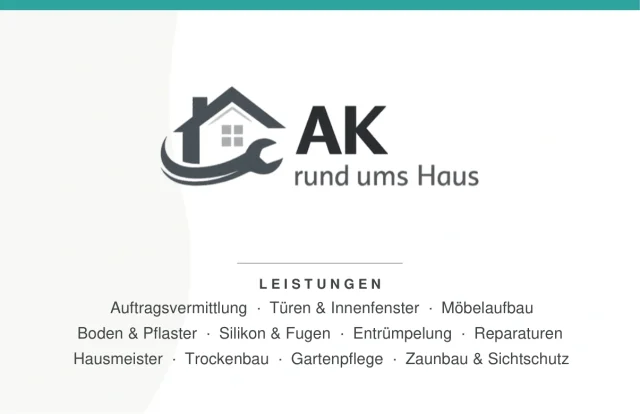 AK
rund ums Haus
LEISTUNGEN
Auftragsvermittlung · Türen & Innenfenster · Möbelaufbau
Boden & Pflaster · Silikon & Fugen · Entrümpelung · Reparaturen
Hausmeister · Trockenbau · Gartenpflege · Zaunbau & Sichtschutz